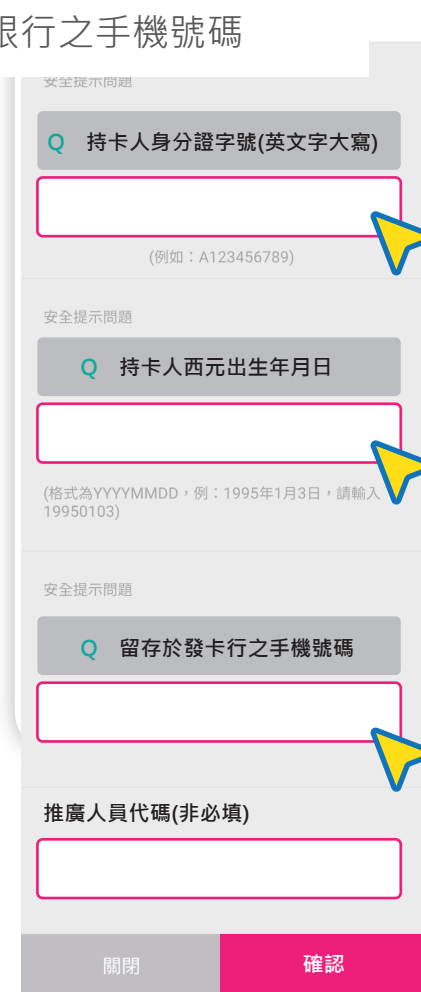 銀行之手機號碼
安全提示問題
Q 持卡人身分證字號(英文字大寫)
(例如：A123456789)
安全提示問題
Q 持卡人西元出生年月日
(格式為YYYYMMDD，例：1995年1月3日，請輸入
19950103)
安全提示問題
Q 留存於發卡行之手機號碼
推廣人員代碼(非必填)
關閉
確認